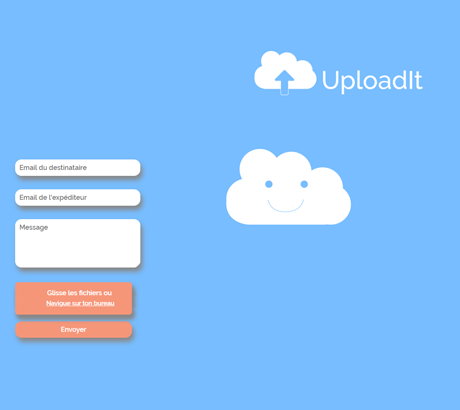 UploadIt
Email du destinataire
Email de l'expéditeur
Message
Glisse les fichiers ou
Navigue sur ton bureau
Envoyer